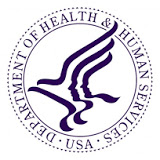 DEPARTMENT OF HEALTH & HUMAN SERVICES · USA ·